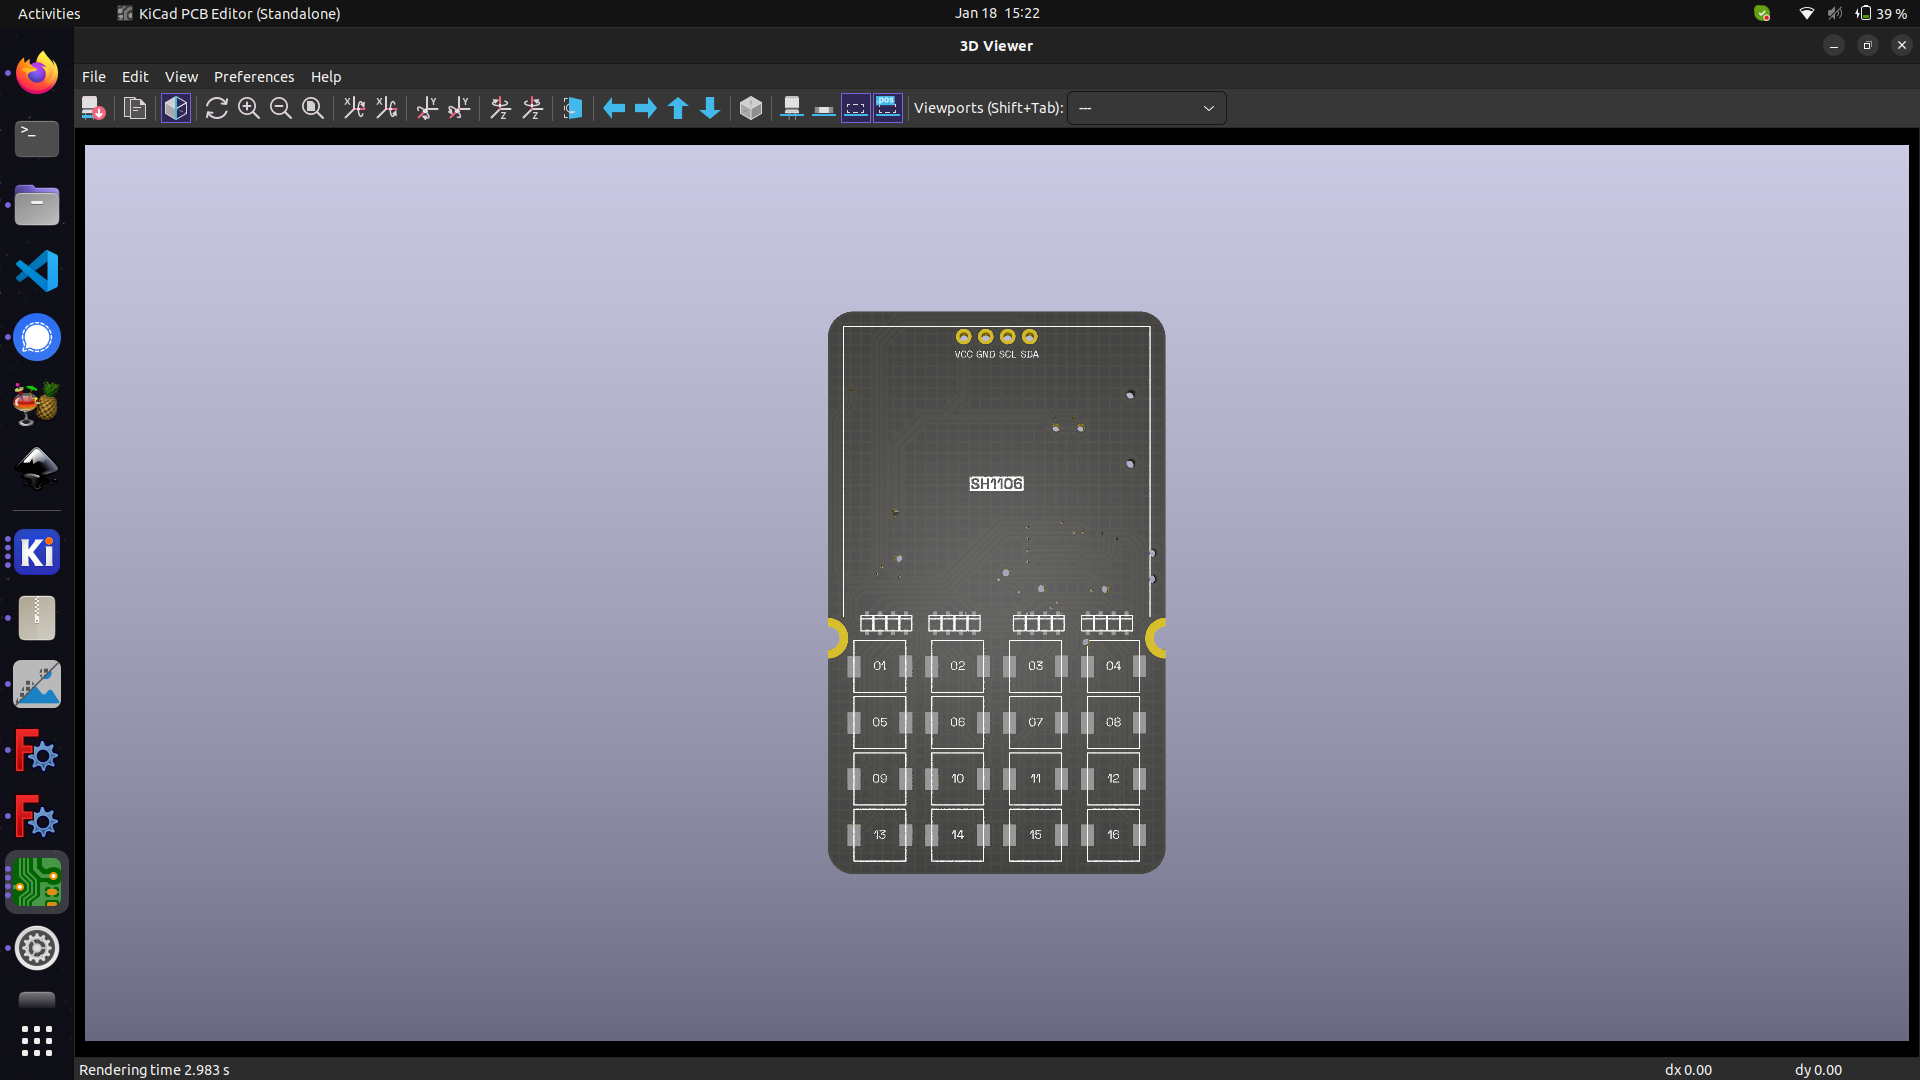 Activities
KiCad PCB Editor (Standalone)
Jan 18 15:22
39 %
3D Viewer
File Edit View Preferences Help
Viewports (Shift+Tab): ---
VCC GND SCL SDA
SH1106
01 02 03 04
05 06 07 08
09 10 11 12
13 14 15 16
Rendering time 2.983 s
dx 0.00
dy 0.00